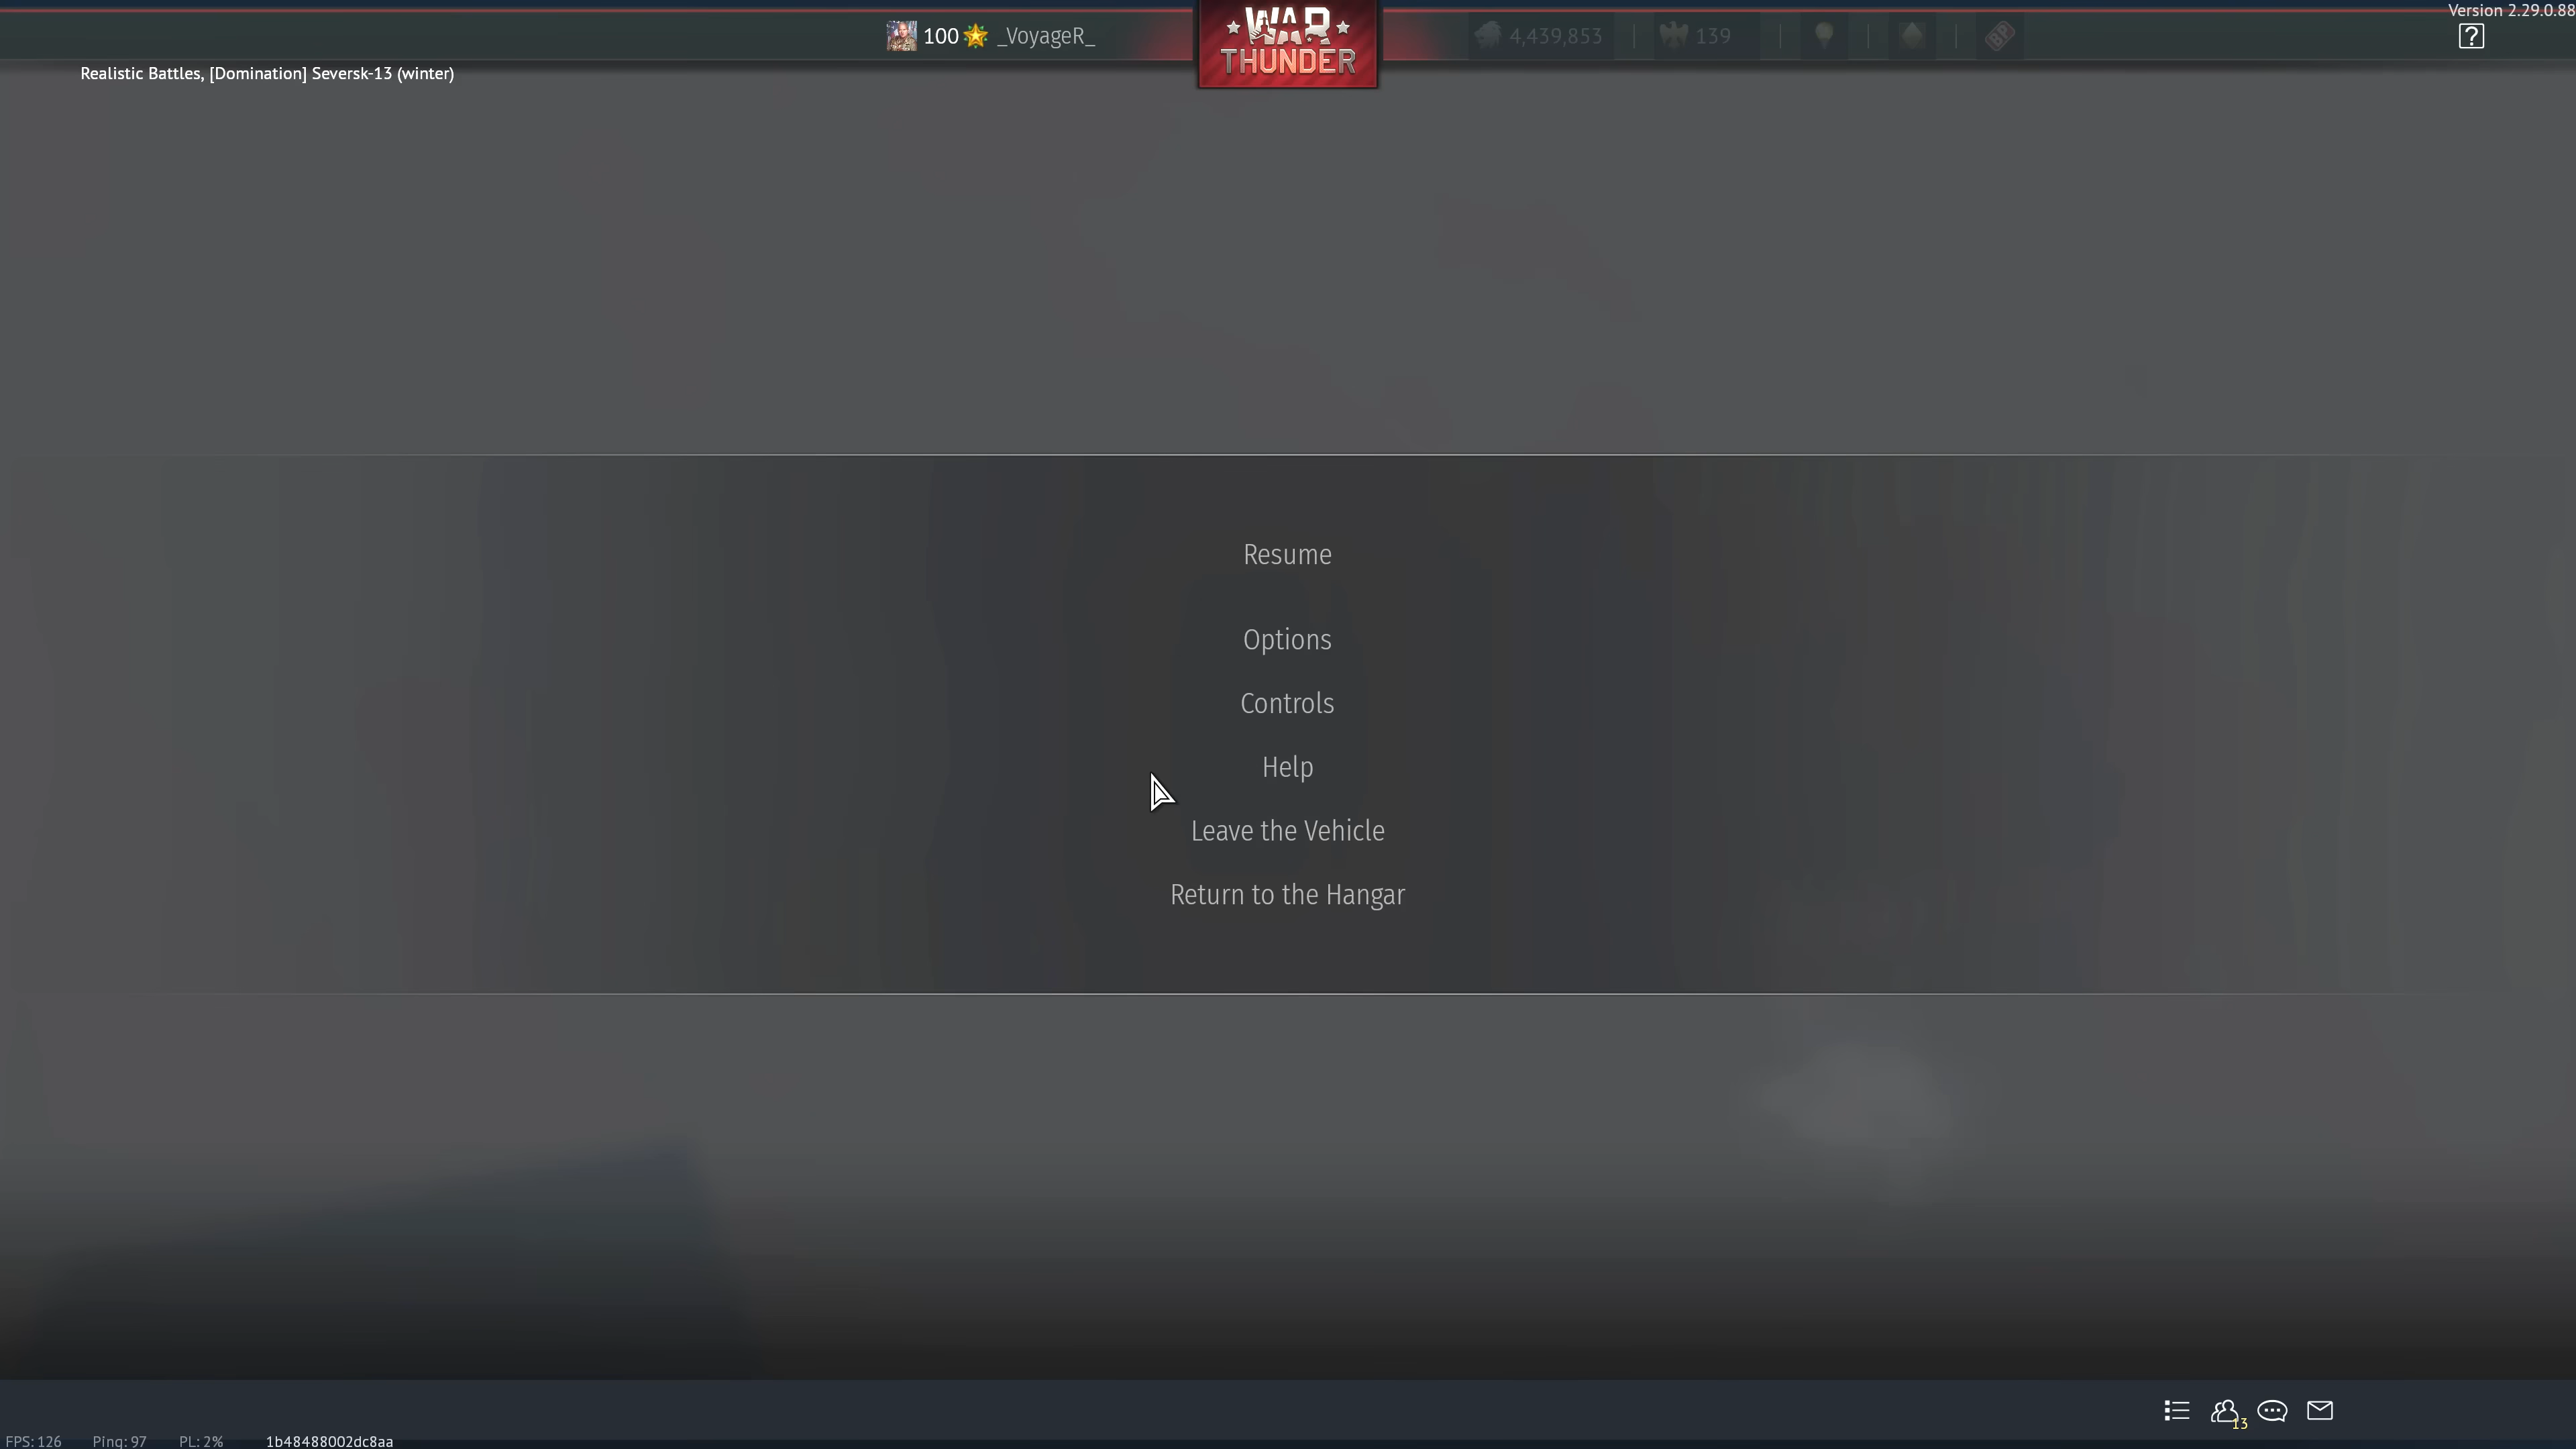 Version 2.29.0.88
100 _VoyageR_
WAR
THUNDER
4,439,853
139
BP
?
Realistic Battles, [Domination] Seversk-13 (winter)
Resume
Options
Controls
Help
Leave the Vehicle
Return to the Hangar
13
FPS: 126 Ping: 97 PL: 2% 1b48488002dc8aa